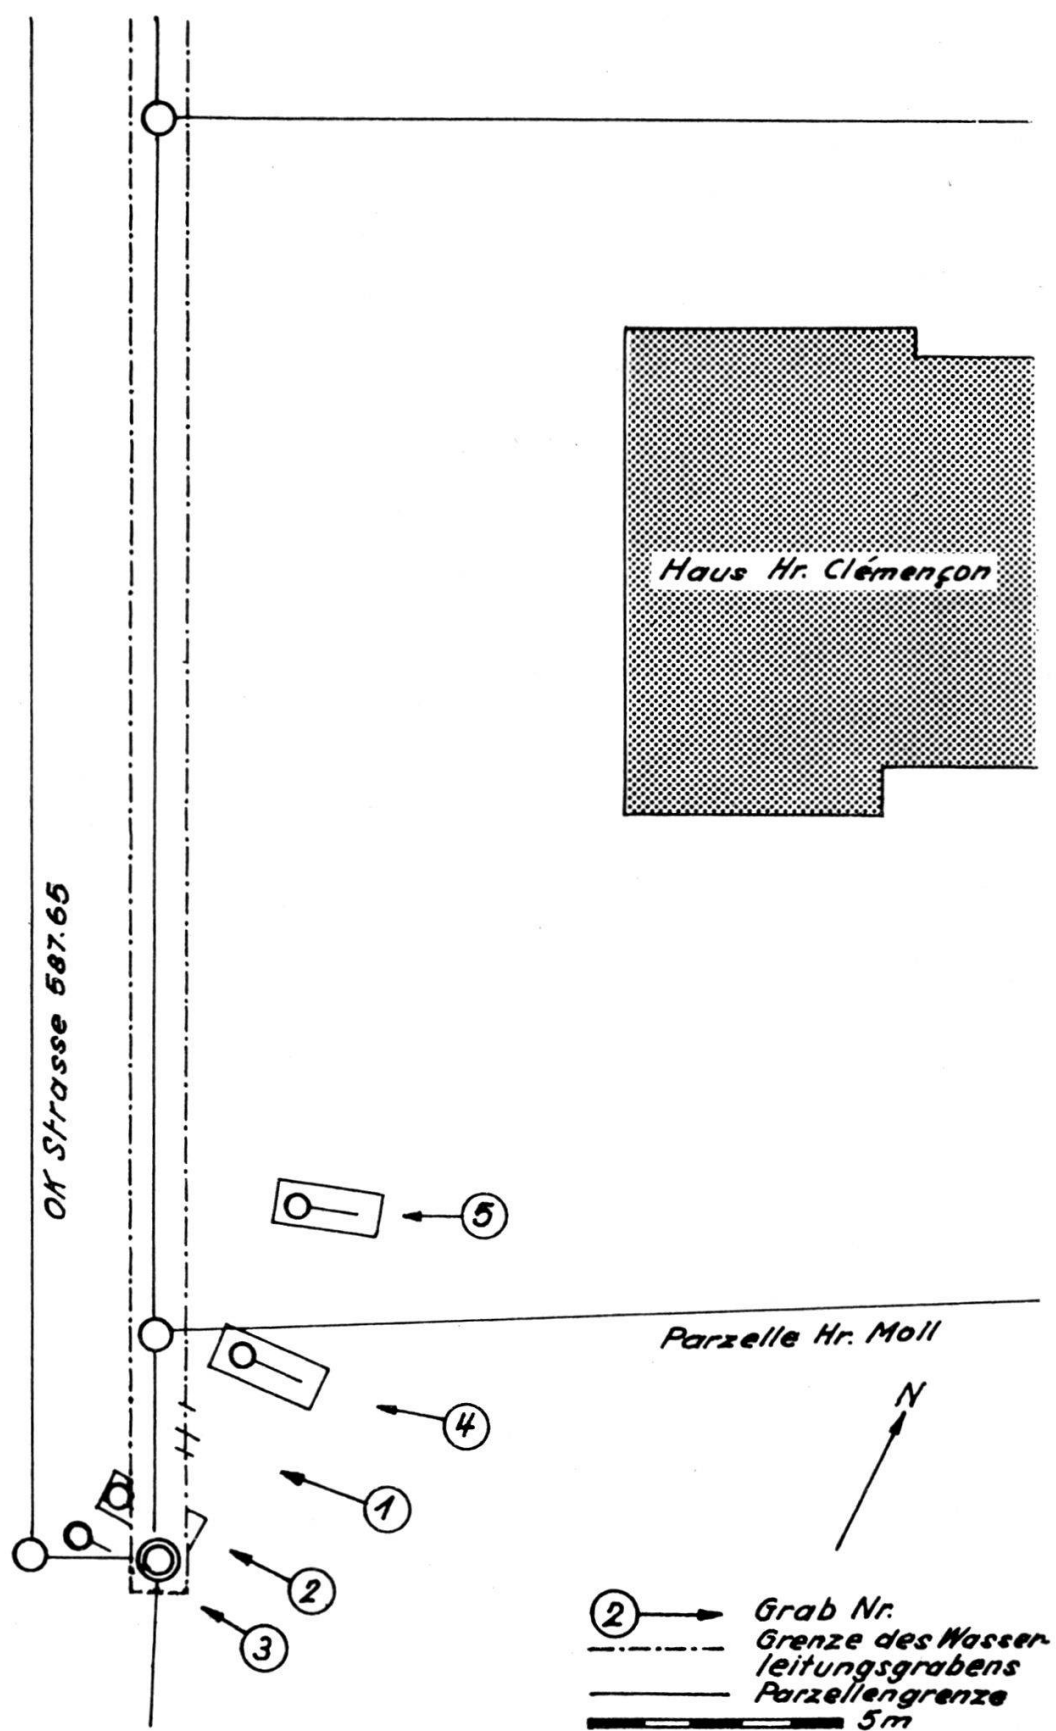 Haus Hr. Clémençon
OK Strasse 587.65
5
Parzelle Hr. Moll
N
4
1
2
3
2 Grab Nr.
Grenze des Wasser-
leitungsgrabens
Parzellengrenze
5m